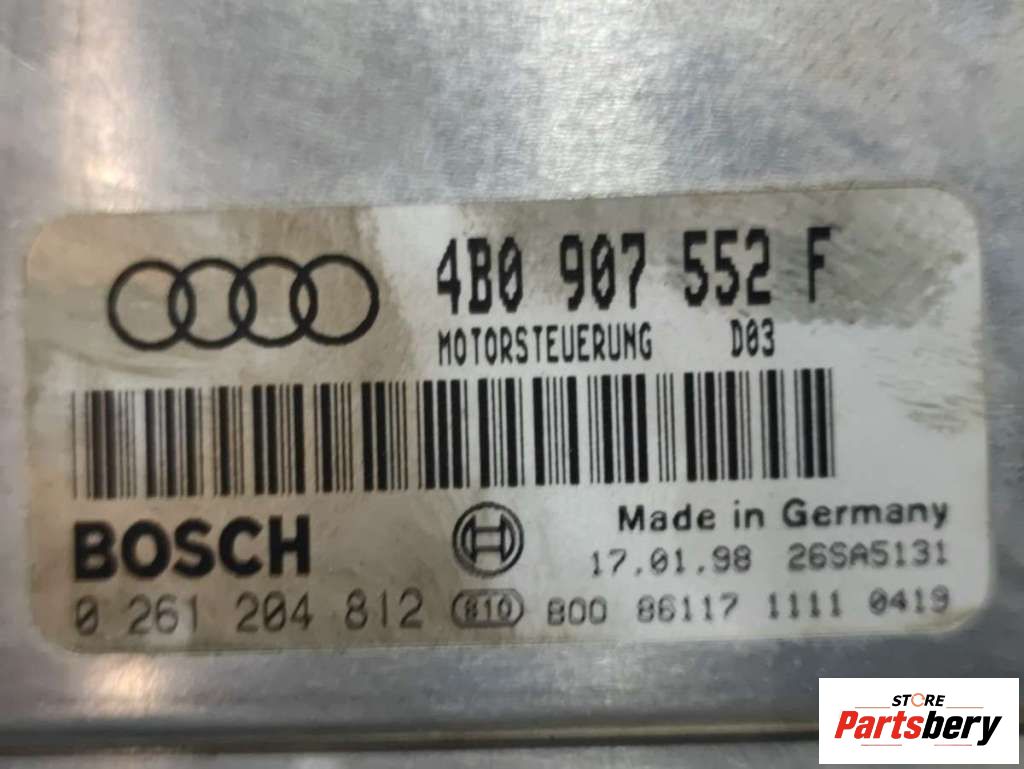 4B0 907 552 F
MOTORSTEUERUNG D03
BOSCH
Made in Germany
17.01.98 26SA5131
0 261 204 812 810 800 86117 1111 0419
STORE
Partsbery